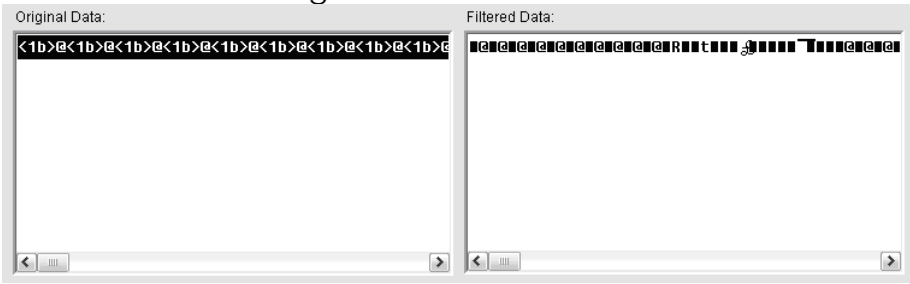 Original Data:
<1b>@<1b>@<1b>@<1b>@<1b>@<1b>@<1b>@<1b>@<1b>@<1b>@
Filtered Data:
■@■@■@■@■@■@■@■@■@■@■@■R■■t■■■ ■■■■■ ■■■■@■@■@■